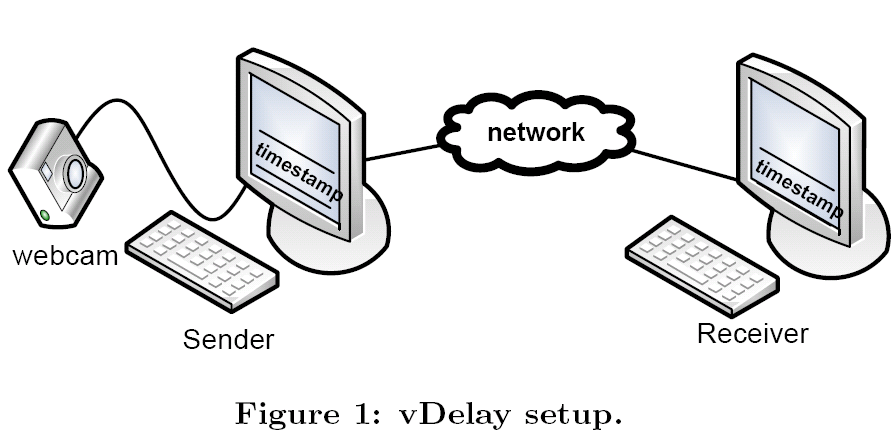 network
timestamp
timestamp
webcam
Sender
Receiver
Figure 1: vDelay setup.